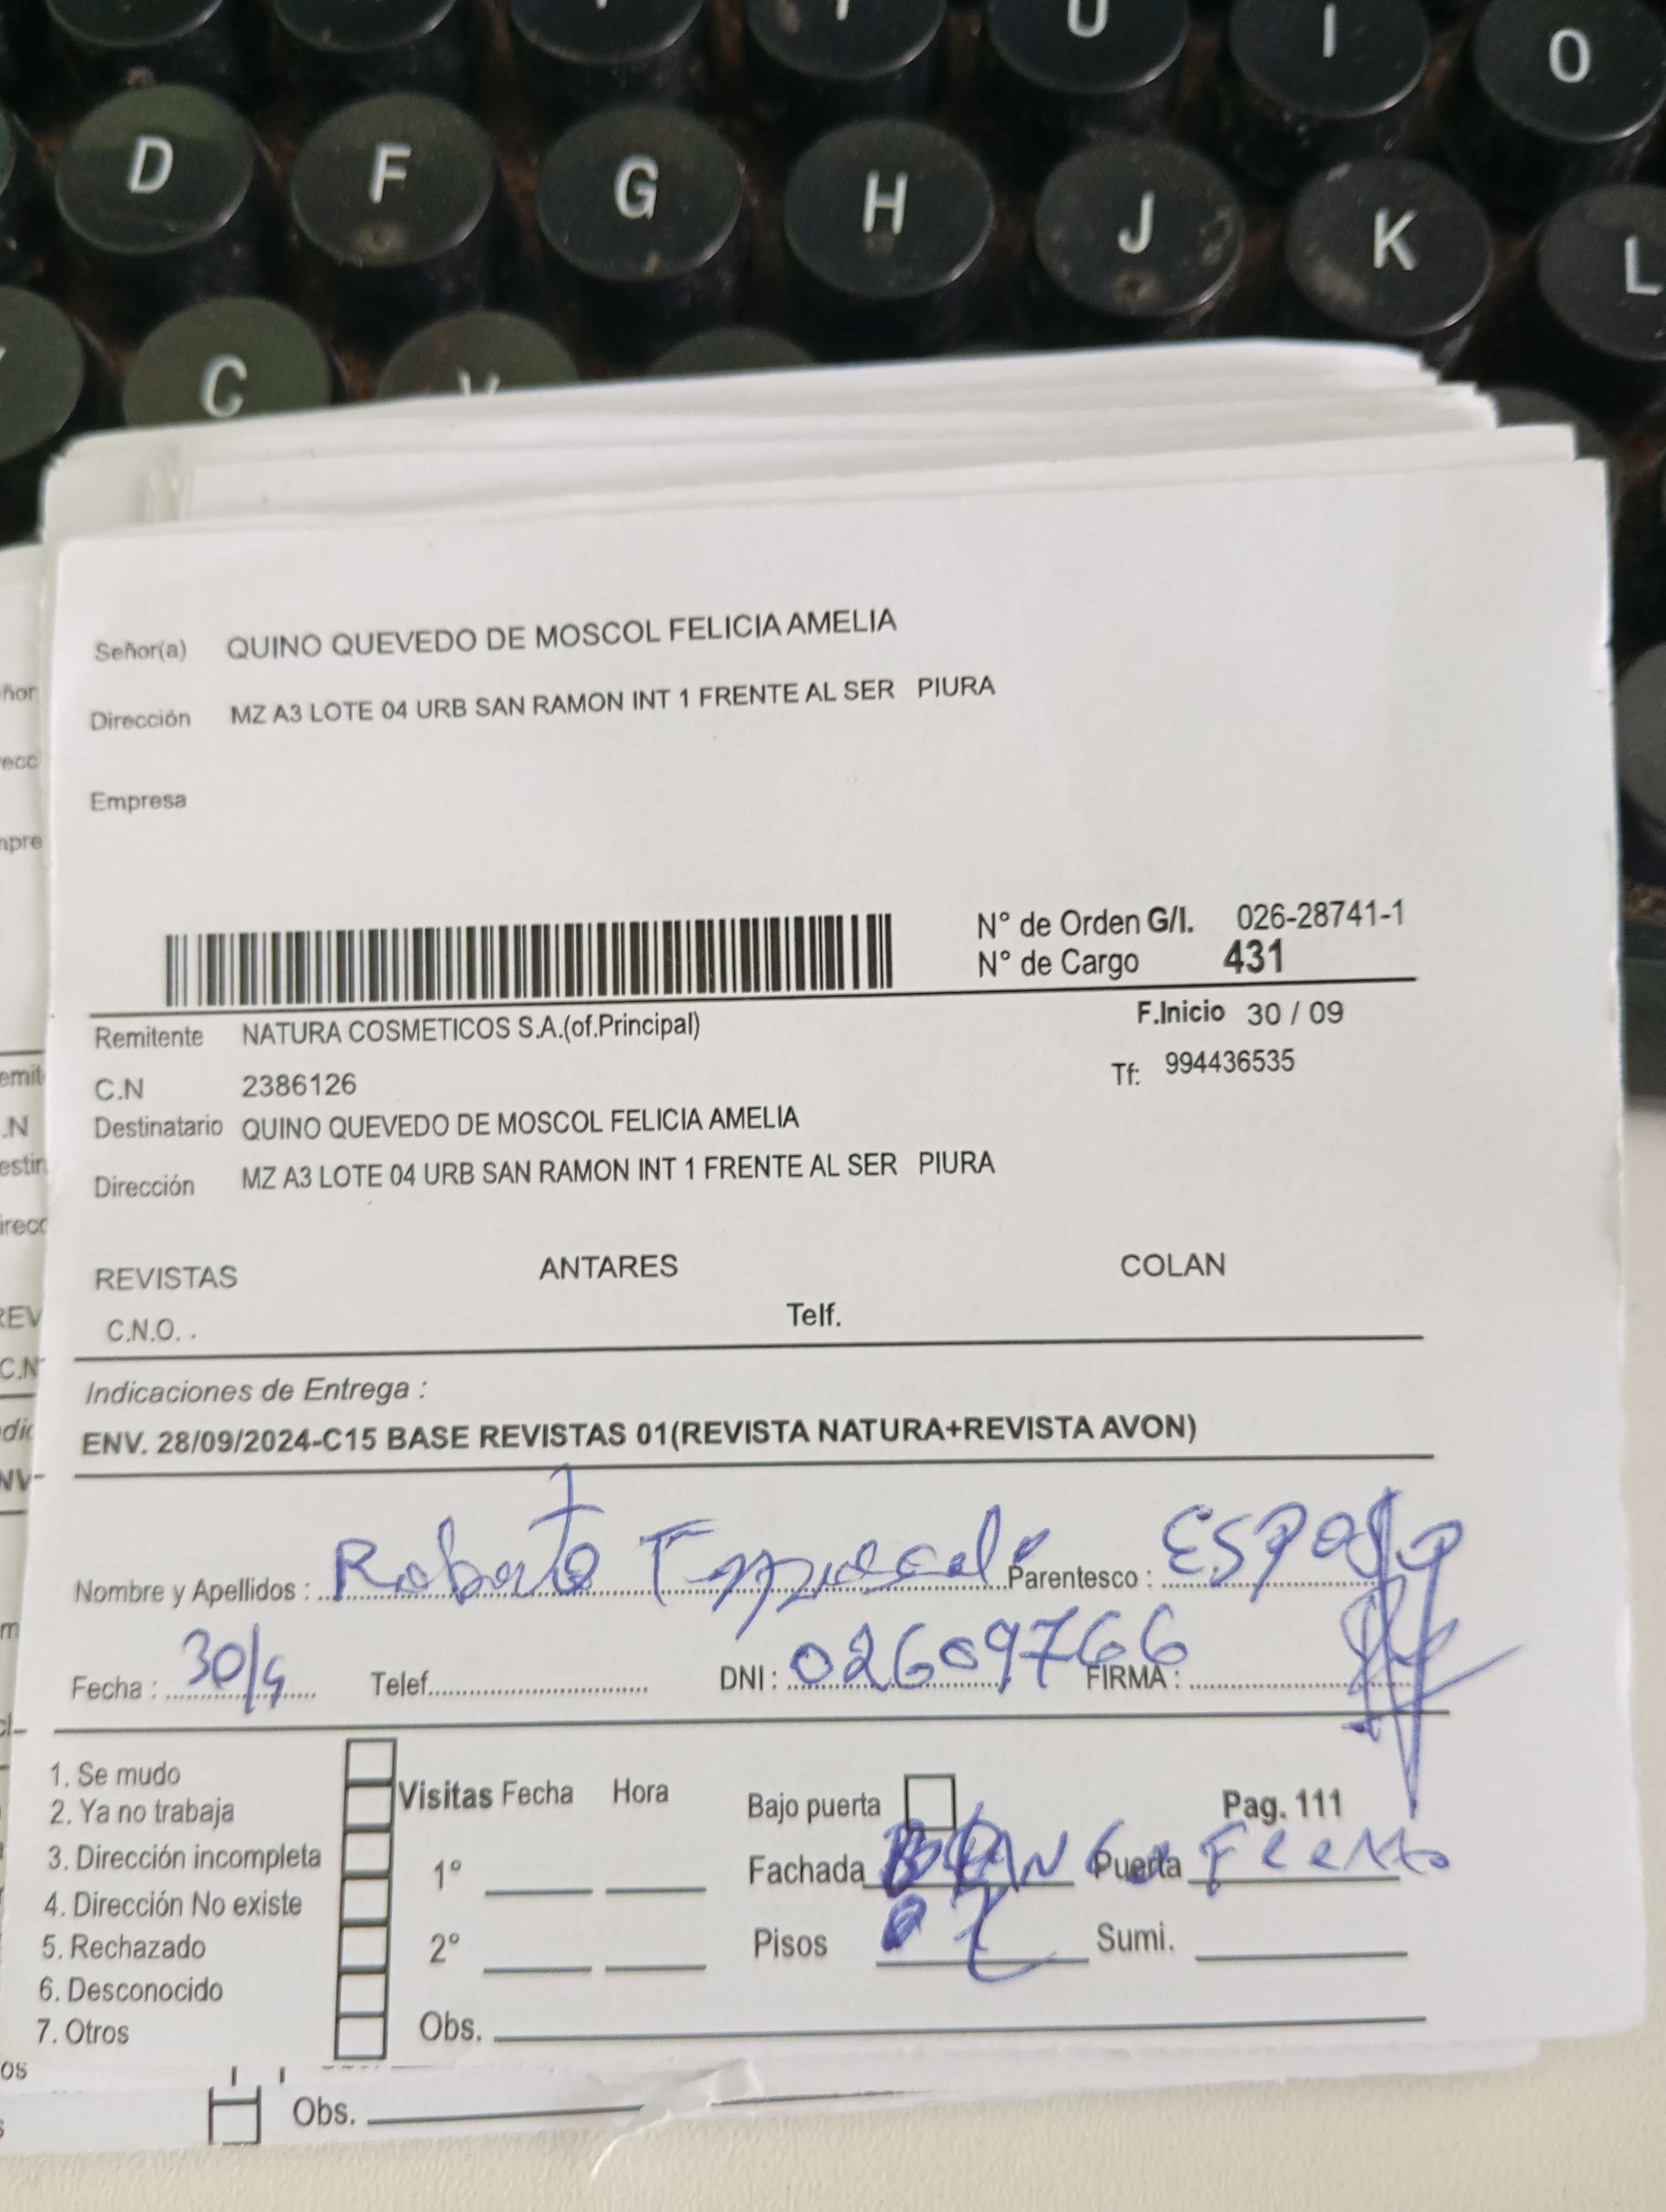 U I O
D F G H J K L
C V
Señor(a) QUINO QUEVEDO DE MOSCOL FELICIA AMELIA
Dirección MZ A3 LOTE 04 URB SAN RAMON INT 1 FRENTE AL SER PIURA
Empresa
N° de Orden G/I. 026-28741-1
N° de Cargo 431
F.Inicio 30 / 09
Remitente NATURA COSMETICOS S.A.(of.Principal)
Tf: 994436535
C.N 2386126
Destinatario QUINO QUEVEDO DE MOSCOL FELICIA AMELIA
Dirección MZ A3 LOTE 04 URB SAN RAMON INT 1 FRENTE AL SER PIURA
REVISTAS ANTARES COLAN
C.N.O. . Telf.
Indicaciones de Entrega :
ENV. 28/09/2024-C15 BASE REVISTAS 01(REVISTA NATURA+REVISTA AVON)
Nombre y Apellidos : Roberto Parentesco : ESPOSO
Fecha : 30/9 Telef. DNI : 02609766 FIRMA :
1. Se mudo
2. Ya no trabaja
3. Dirección incompleta
4. Dirección No existe
5. Rechazado
6. Desconocido
7. Otros
Visitas Fecha Hora
1°
2°
Obs.
Bajo puerta Pag. 111
Fachada Puerta
Pisos Sumi.
Obs.